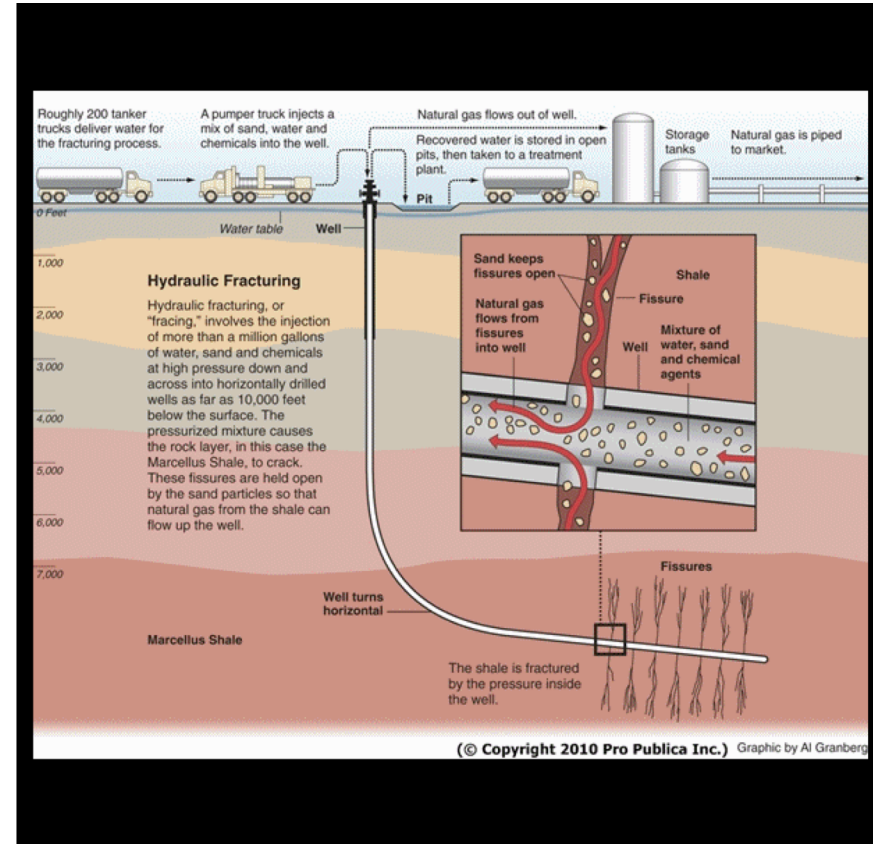 Roughly 200 tanker
trucks deliver water for
the fracturing process.
A pumper truck injects a
mix of sand, water and
chemicals into the well.
Natural gas flows out of well.
Recovered water is stored in open
pits, then taken to a treatment
plant.
Storage
tanks
Natural gas is piped
to market.
Pit
0 Feet
Water table
Well
1,000
2,000
3,000
4,000
5,000
6,000
7,000
Hydraulic Fracturing
Hydraulic fracturing, or
“fracing,” involves the injection
of more than a million gallons
of water, sand and chemicals
at high pressure down and
across into horizontally drilled
wells as far as 10,000 feet
below the surface. The
pressurized mixture causes
the rock layer, in this case the
Marcellus Shale, to crack.
These fissures are held open
by the sand particles so that
natural gas from the shale can
flow up the well.
Sand keeps
fissures open
Shale
Fissure
Natural gas
flows from
fissures
into well
Well
Mixture of
water, sand
and chemical
agents
Fissures
Well turns
horizontal
Marcellus Shale
The shale is fractured
by the pressure inside
the well.
(© Copyright 2010 Pro Publica Inc.) Graphic by Al Granberg